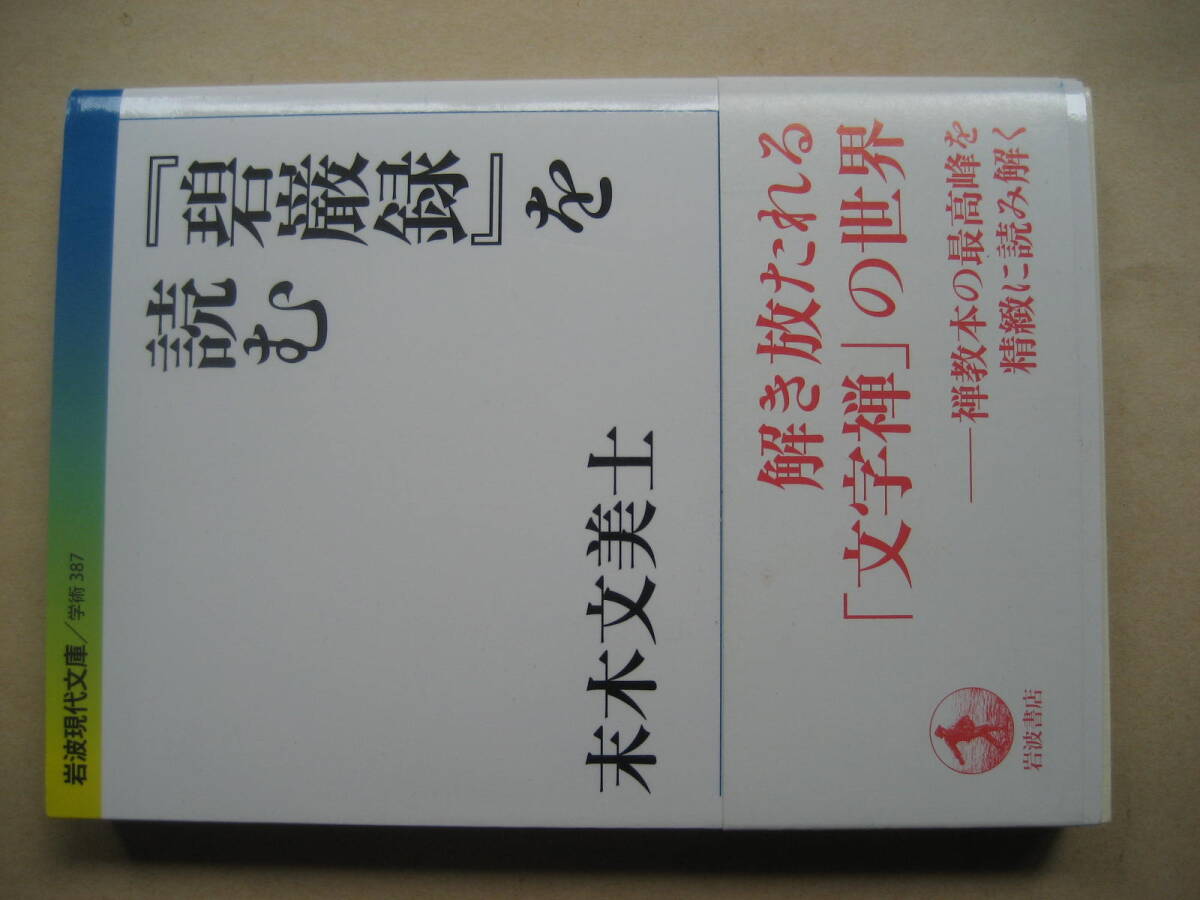 岩波現代文庫／学術 387
『碧巌録』を
読む
末木文美士
解き放たれる
「文字禅」の世界
──禅教本の最高峰を
精緻に読み解く
岩波書店